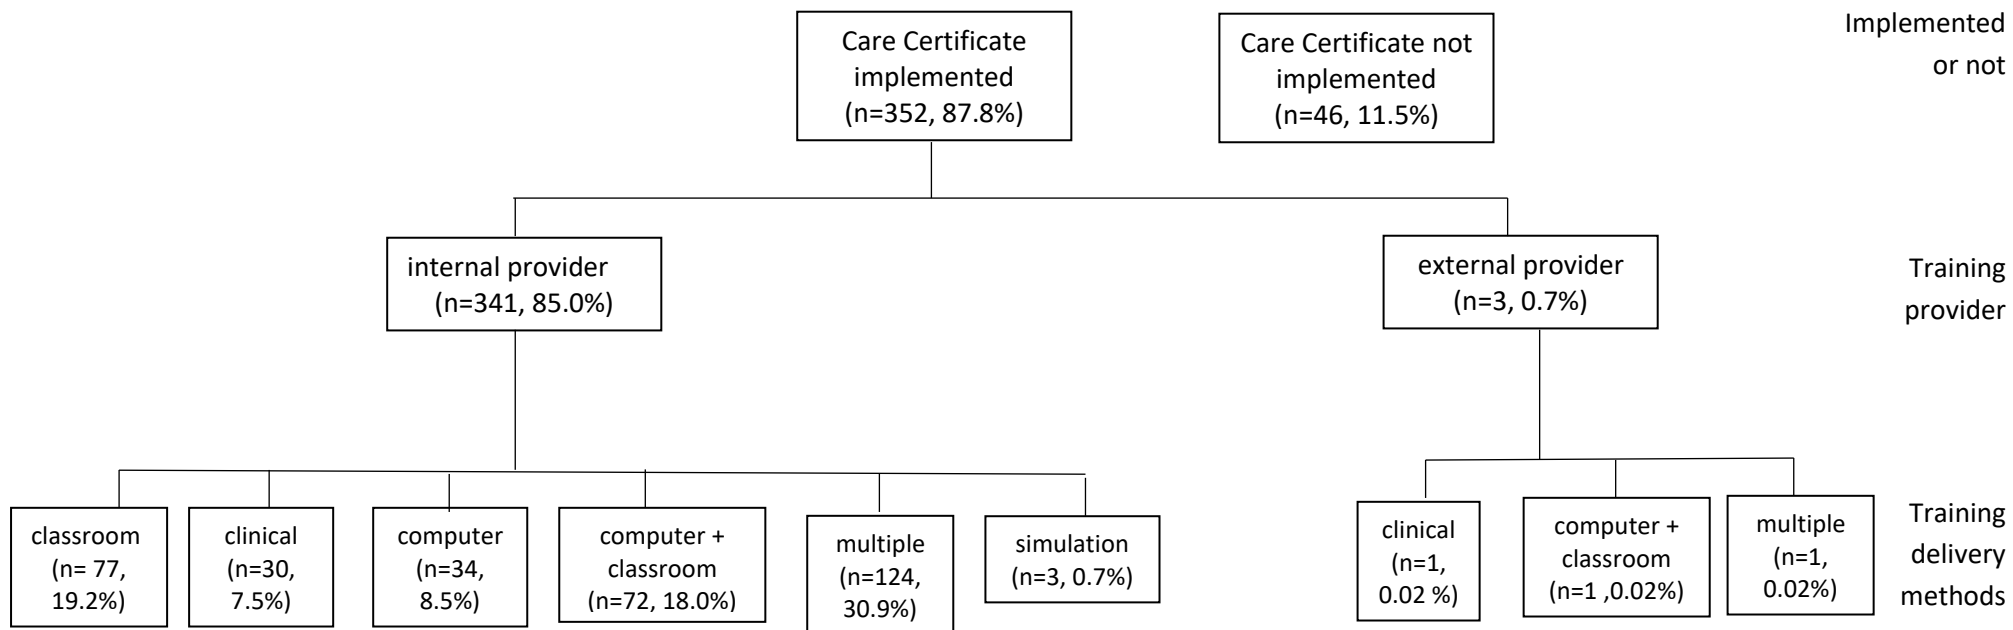 Care Certificate
implemented
(n=352, 87.8%)
Care Certificate not
implemented
(n=46, 11.5%)
Implemented
or not
internal provider
(n=341, 85.0%)
external provider
(n=3, 0.7%)
Training
provider
classroom
(n= 77,
19.2%)
clinical
(n=30,
7.5%)
computer
(n=34,
8.5%)
computer +
classroom
(n=72, 18.0%)
multiple
(n=124,
30.9%)
simulation
(n=3, 0.7%)
clinical
(n=1,
0.02 %)
computer +
classroom
(n=1 ,0.02%)
multiple
(n=1,
0.02%)
Training
delivery
methods